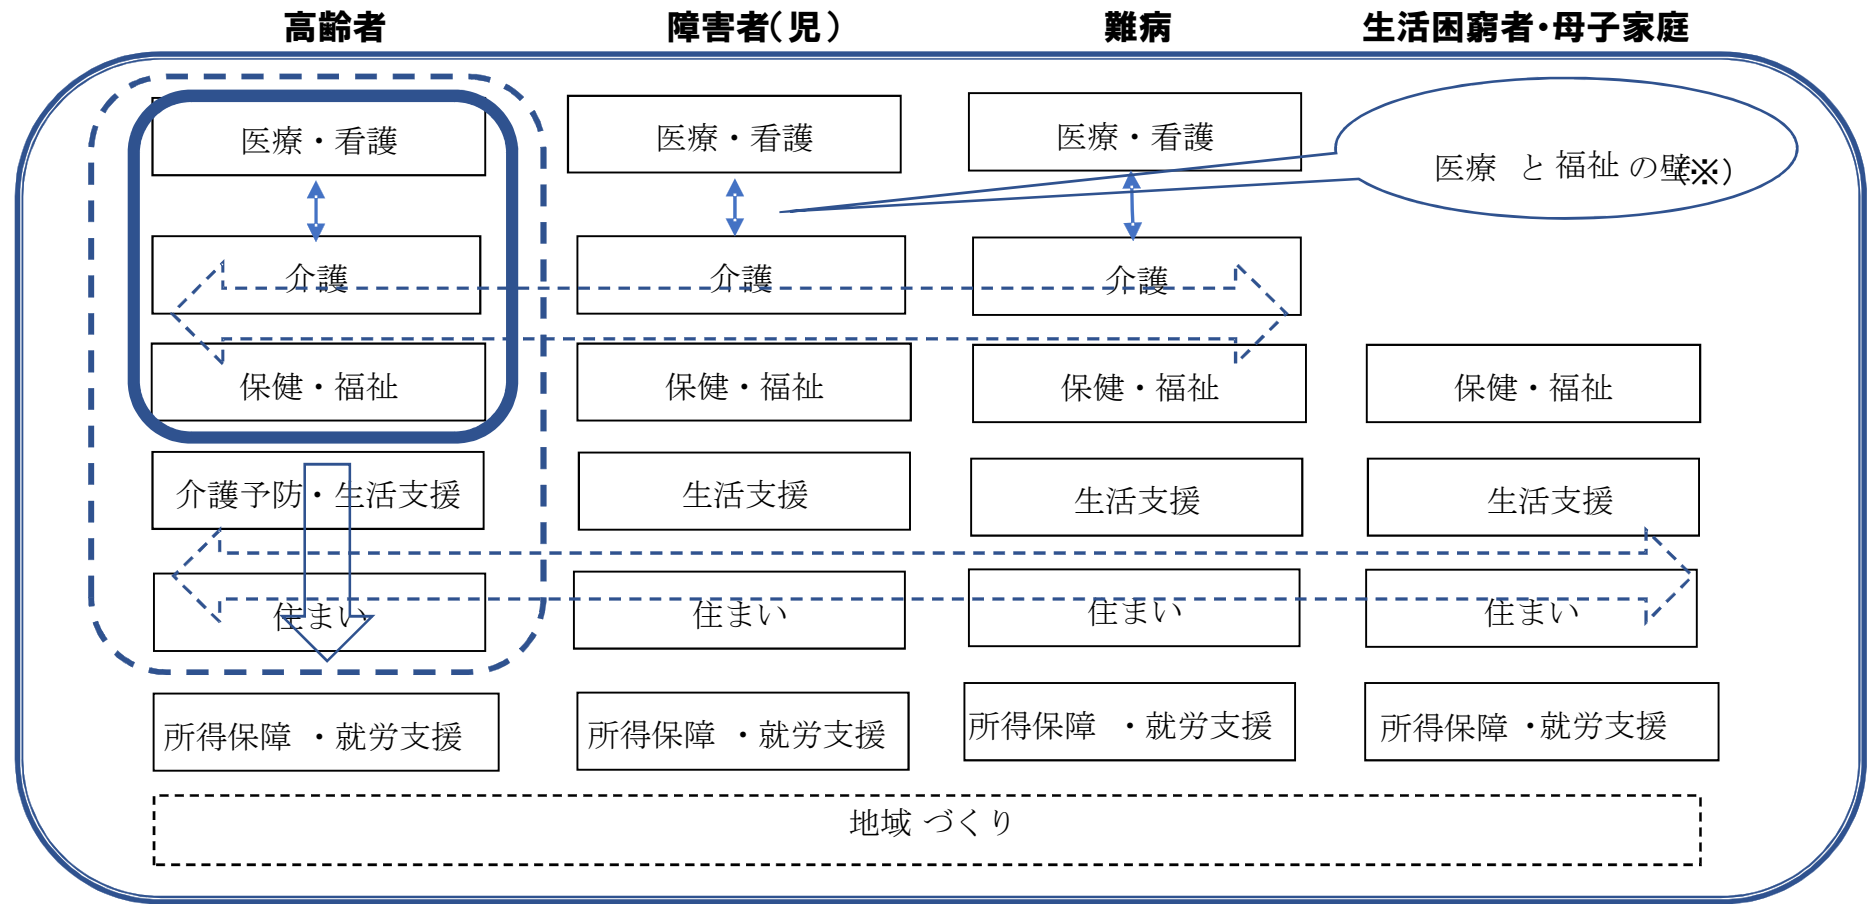 高齢者
障害者(児)
難病
生活困窮者・母子家庭
医療・看護
医療・看護
医療・看護
医療 と 福祉 の壁(※)
介護
介護
介護
保健・福祉
保健・福祉
保健・福祉
保健・福祉
介護予防・生活支援
生活支援
生活支援
生活支援
住まい
住まい
住まい
住まい
所得保障 ・就労支援
所得保障 ・就労支援
所得保障 ・就労支援
所得保障 ・就労支援
地域 づくり